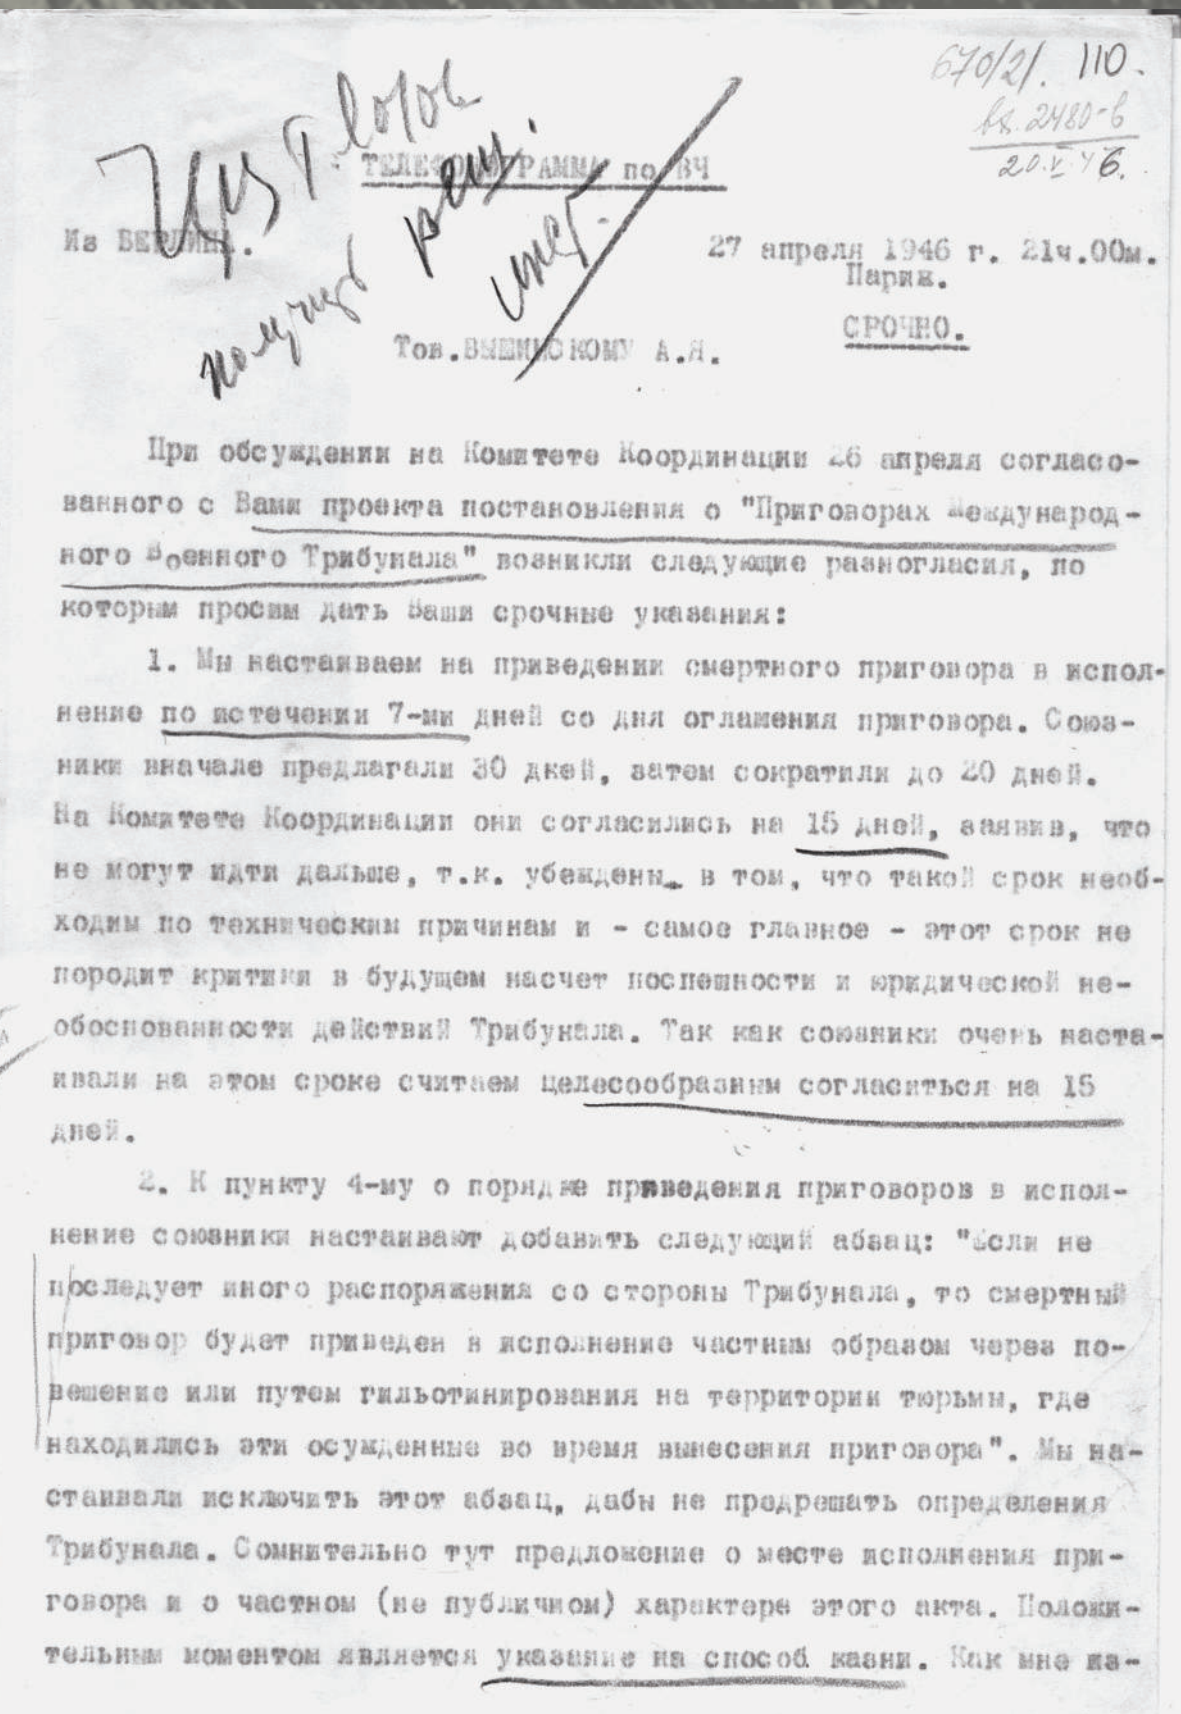 670/2/. 110.
вх. 2480-в
20.V.46.
ТЕЛЕФОНОГРАММА по ВЧ
Из БЕРЛИНА.
27 апреля 1946 г. 21ч.00м.
Париж.
СРОЧНО.
Тов.ВЫШИНСКОМУ А.Я.
При обсуждении на Комитете Координации 26 апреля согласо-
ванного с Вами проекта постановления о "Приговорах Международ-
ного Военного Трибунала" возникли следующие разногласия, по
которым просим дать Ваши срочные указания:
1. Мы настаиваем на приведении смертного приговора в испол-
нение по истечении 7-ми дней со дня оглашения приговора. Союз-
ники вначале предлагали 30 дней, затем сократили до 20 дней.
На Комитете Координации они согласились на 15 дней, заявив, что
не могут идти дальше, т.к. убеждены в том, что такой срок необ-
ходим по техническим причинам и - самое главное - этот срок не
породит критики в будущем насчет поспешности и юридической не-
обоснованности действий Трибунала. Так как союзники очень наста-
ивали на этом сроке считаем целесообразным согласиться на 15
дней.
2. К пункту 4-му о порядке приведения приговоров в испол-
нение союзники настаивают добавить следующий абзац: "Если не
последует иного распоряжения со стороны Трибунала, то смертный
приговор будет приведен в исполнение частным образом через по-
вешение или путем гильотинирования на территории тюрьмы, где
находились эти осужденные во время вынесения приговора". Мы на-
стаивали исключить этот абзац, дабы не предрешать определения
Трибунала. Сомнительно тут предложение о месте исполнения при-
говора и о частном (не публичном) характере этого акта. Положи-
тельным моментом является указание на способ казни. Как мне из-